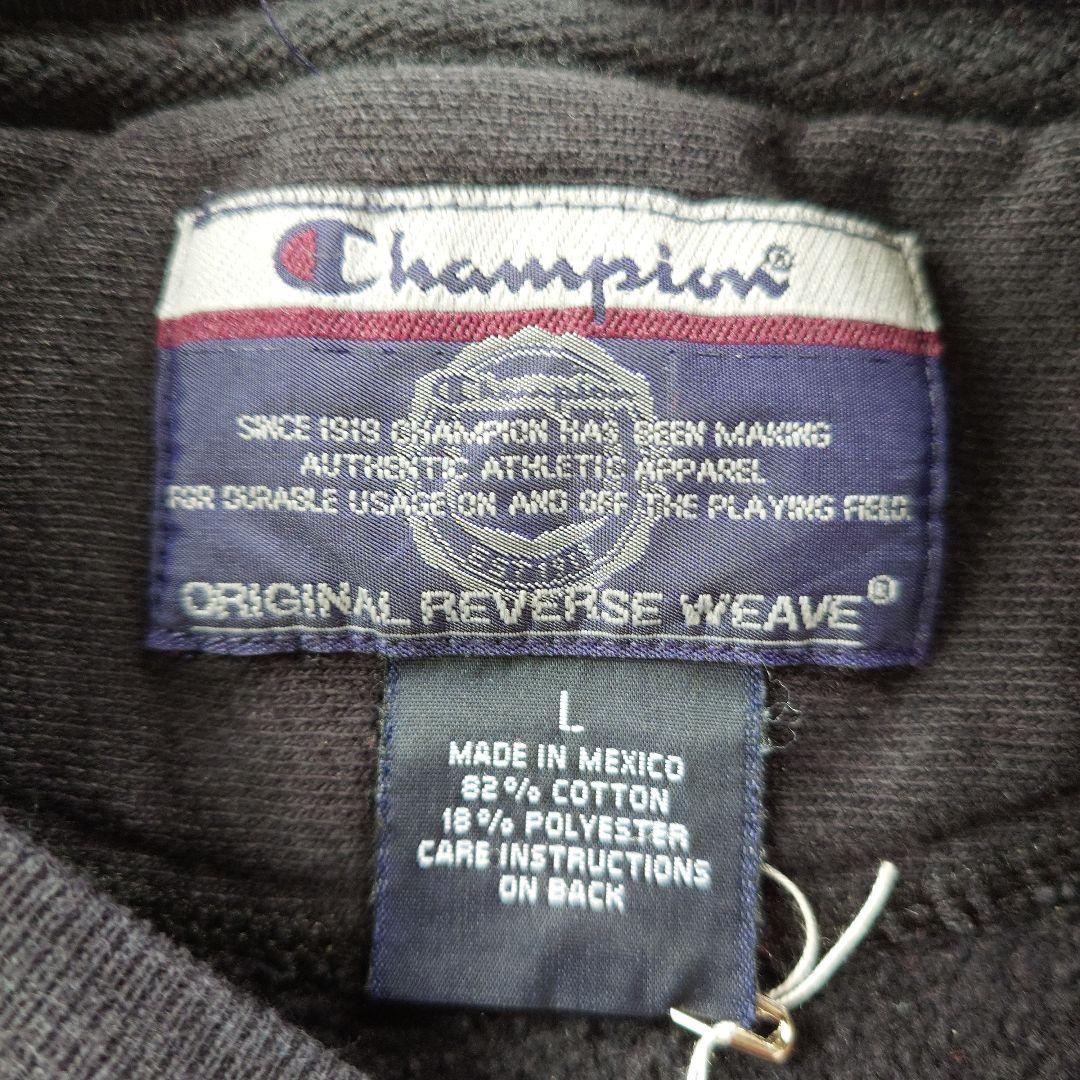 Champion®
Champion
SINCE 1919 CHAMPION HAS BEEN MAKING
AUTHENTIC ATHLETIC APPAREL
FOR DURABLE USAGE ON AND OFF THE PLAYING FIELD.
ORIGINAL REVERSE WEAVE®
L
MADE IN MEXICO
82% COTTON
18% POLYESTER
CARE INSTRUCTIONS
ON BACK